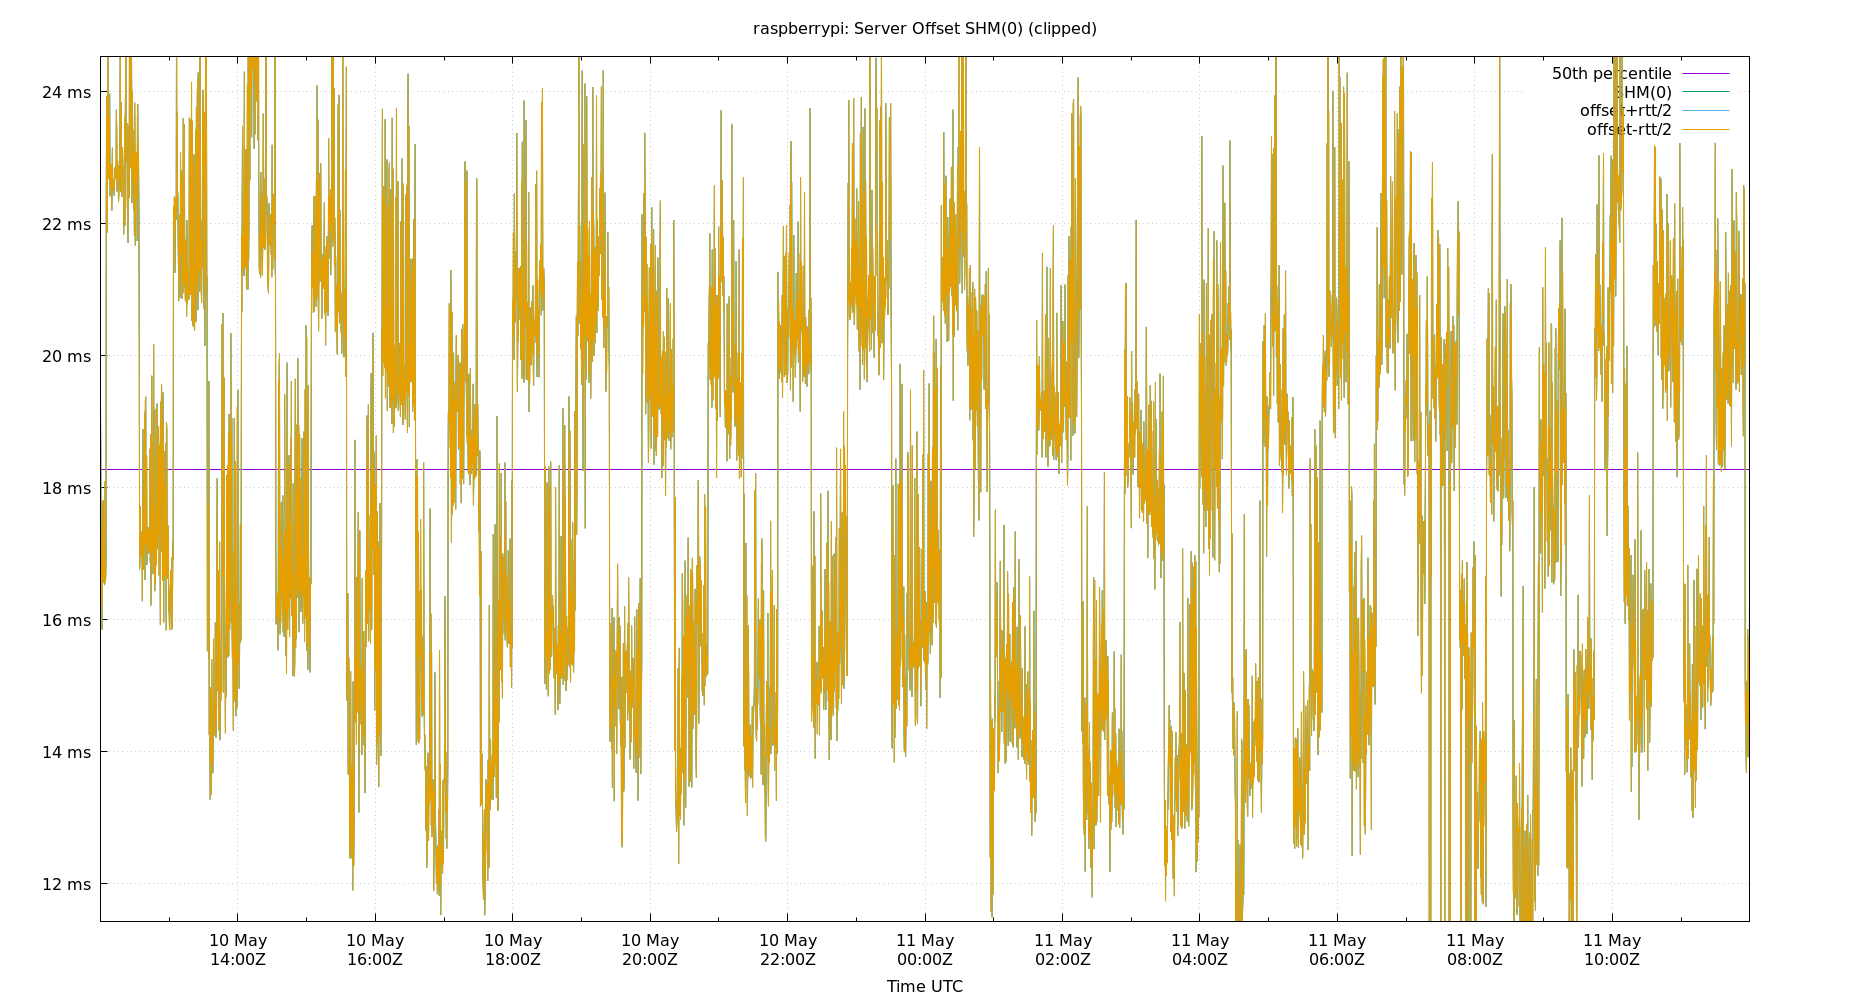 raspberrypi: Server Offset SHM(0) (clipped)
50th percentile
SHM(0)
offset+rtt/2
offset-rtt/2
24 ms
22 ms
20 ms
18 ms
16 ms
14 ms
12 ms
10 May 10 May 10 May 10 May 10 May 11 May 11 May 11 May 11 May 11 May 11 May
14:00Z 16:00Z 18:00Z 20:00Z 22:00Z 00:00Z 02:00Z 04:00Z 06:00Z 08:00Z 10:00Z
Time UTC